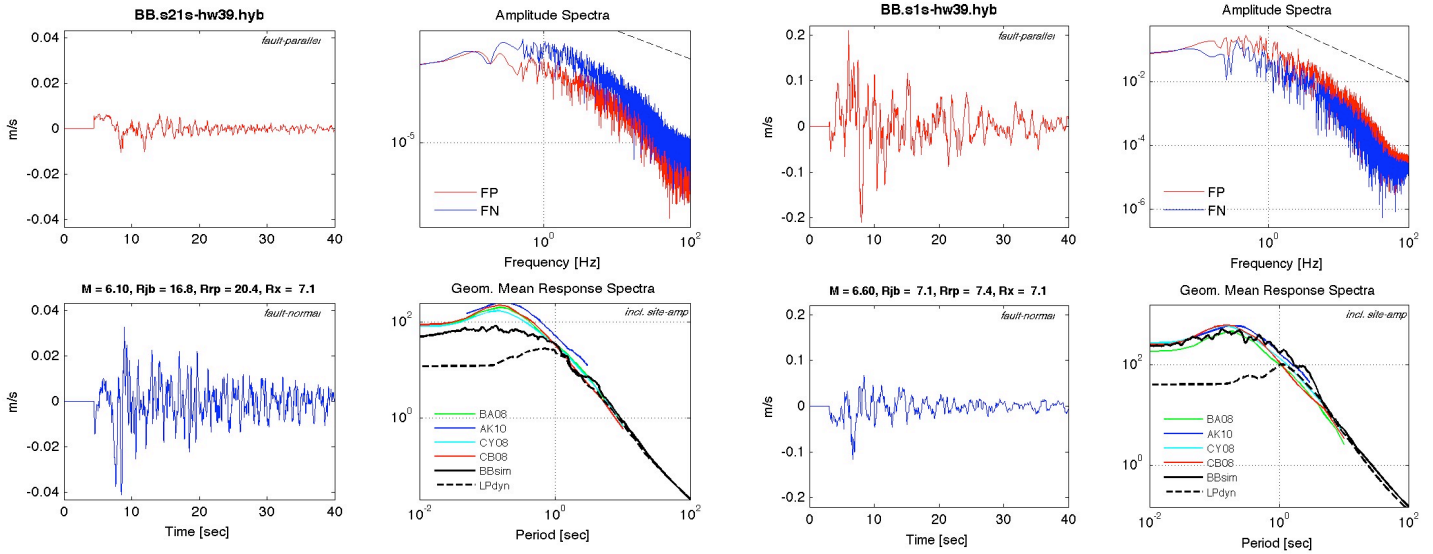 BB.s21s-hw39.hyb
fault-parallel
0.04
0.02
0
-0.02
-0.04
m/s
0
10
20
30
40
Amplitude Spectra
10^-5
FP
FN
10^0
10^2
Frequency [Hz]
M = 6.10, Rjb = 16.8, Rrp = 20.4, Rx = 7.1
fault-normal
0.04
0.02
0
-0.02
-0.04
m/s
0
10
20
30
40
Time [sec]
Geom. Mean Response Spectra
incl. site-amp
10^2
10^0
BA08
AK10
CY08
CB08
BBsim
LPdyn
10^-2
10^0
10^2
Period [sec]
BB.s1s-hw39.hyb
fault-parallel
0.2
0.1
0
-0.1
-0.2
m/s
0
10
20
30
40
Amplitude Spectra
10^-2
10^-4
10^-6
FP
FN
10^0
10^2
Frequency [Hz]
M = 6.60, Rjb = 7.1, Rrp = 7.4, Rx = 7.1
fault-normal
0.2
0.1
0
-0.1
-0.2
m/s
0
10
20
30
40
Time [sec]
Geom. Mean Response Spectra
incl. site-amp
10^2
10^0
BA08
AK10
CY08
CB08
BBsim
LPdyn
10^-2
10^0
10^2
Period [sec]